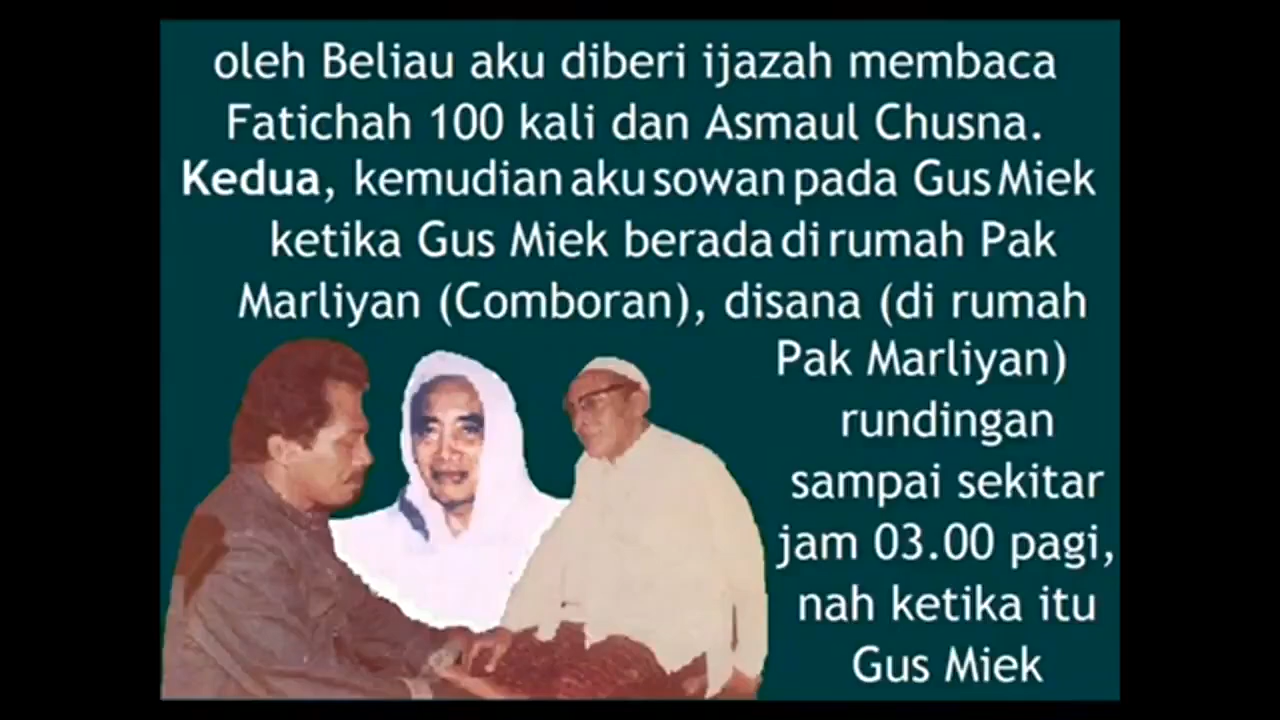 oleh Beliau aku diberi ijazah membaca
Fatichah 100 kali dan Asmaul Chusna.
Kedua, kemudian aku sowan pada Gus Miek
ketika Gus Miek berada di rumah Pak
Marliyan (Comboran), disana (di rumah
Pak Marliyan)
rundingan
sampai sekitar
jam 03.00 pagi,
nah ketika itu
Gus Miek